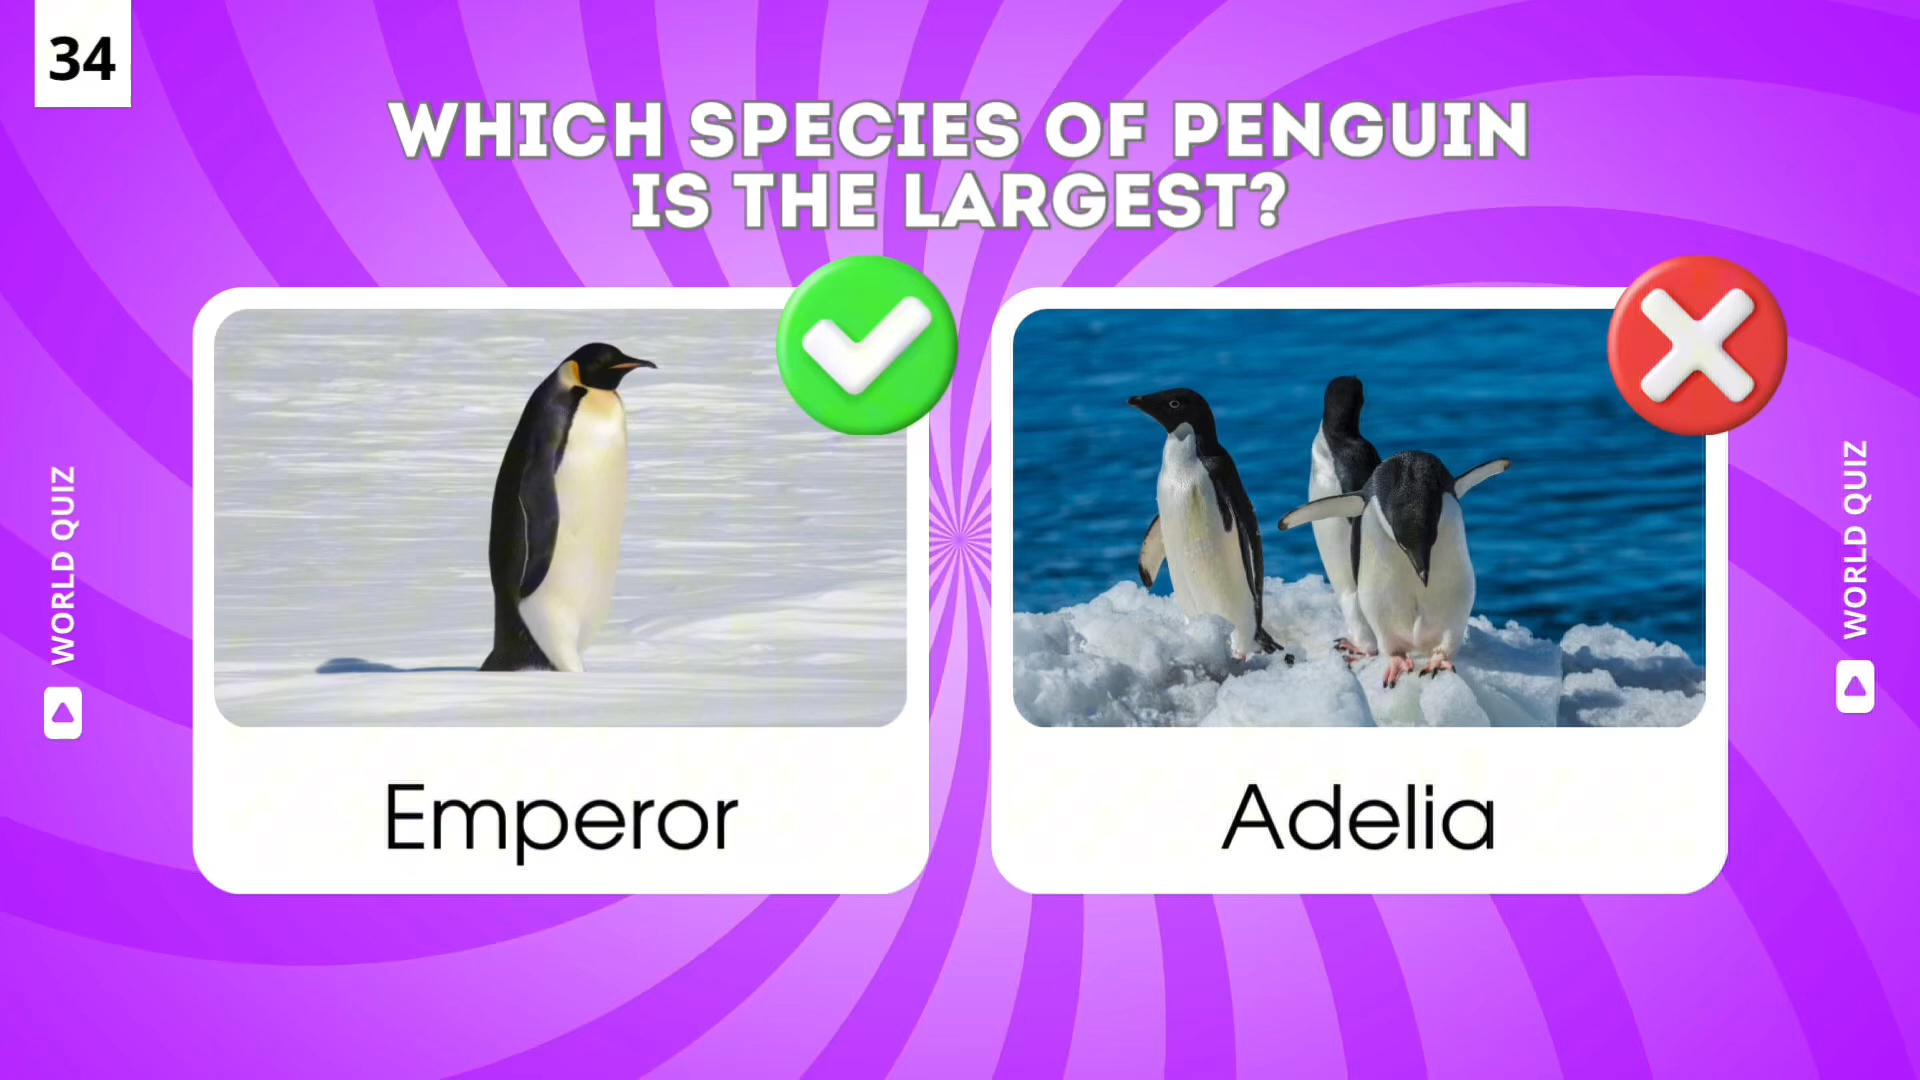 34
WHICH SPECIES OF PENGUIN
IS THE LARGEST?
Emperor
Adelia
WORLD QUIZ
WORLD QUIZ